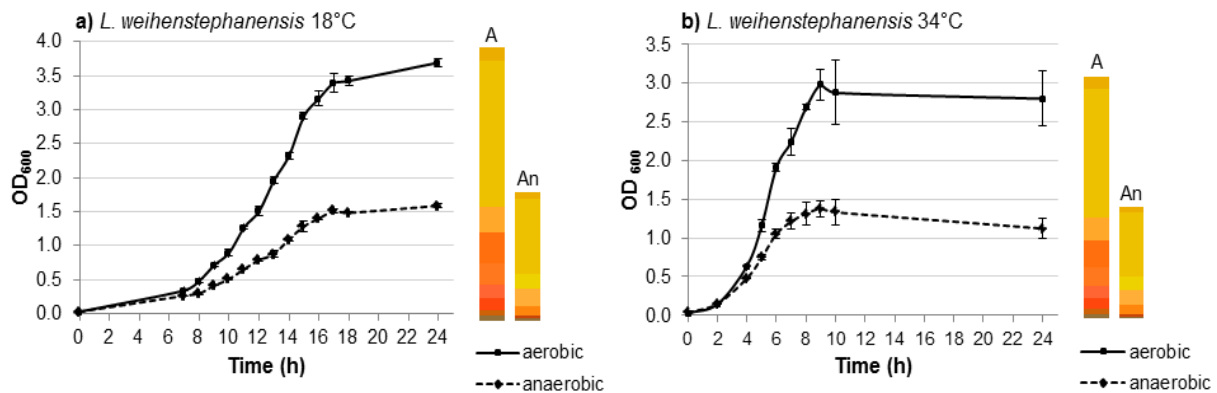 a) L. weihenstephanensis 18°C
4.0
3.5
3.0
2.5
2.0
1.5
1.0
0.5
0.0
OD600
0 2 4 6 8 10 12 14 16 18 20 22 24
Time (h)
A
An
aerobic
anaerobic
b) L. weihenstephanensis 34°C
3.5
3.0
2.5
2.0
1.5
1.0
0.5
0.0
OD600
0 2 4 6 8 10 12 14 16 18 20 22 24
Time (h)
A
An
aerobic
anaerobic